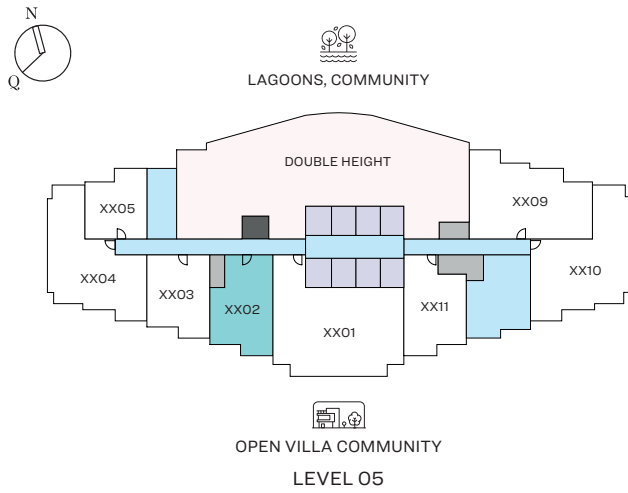 N
Q
LAGOONS, COMMUNITY
DOUBLE HEIGHT
XX05
XX09
XX04
XX03
XX02
XX01
XX11
XX10
OPEN VILLA COMMUNITY
LEVEL 05